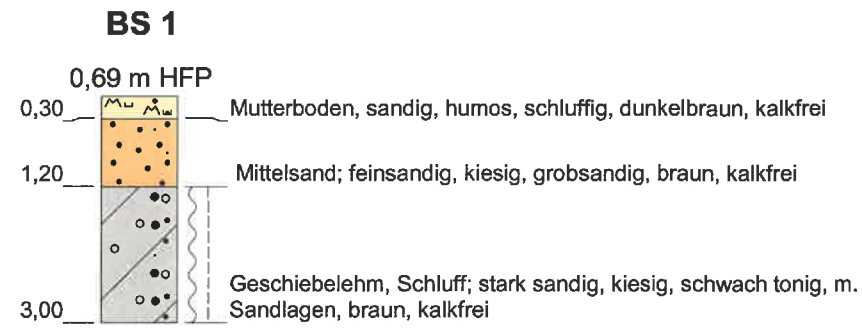 BS 1
0,69 m HFP
0,30 Mutterboden, sandig, humos, schluffig, dunkelbraun, kalkfrei
1,20 Mittelsand; feinsandig, kiesig, grobsandig, braun, kalkfrei
Geschiebelehm, Schluff; stark sandig, kiesig, schwach tonig, m.
3,00 Sandlagen, braun, kalkfrei